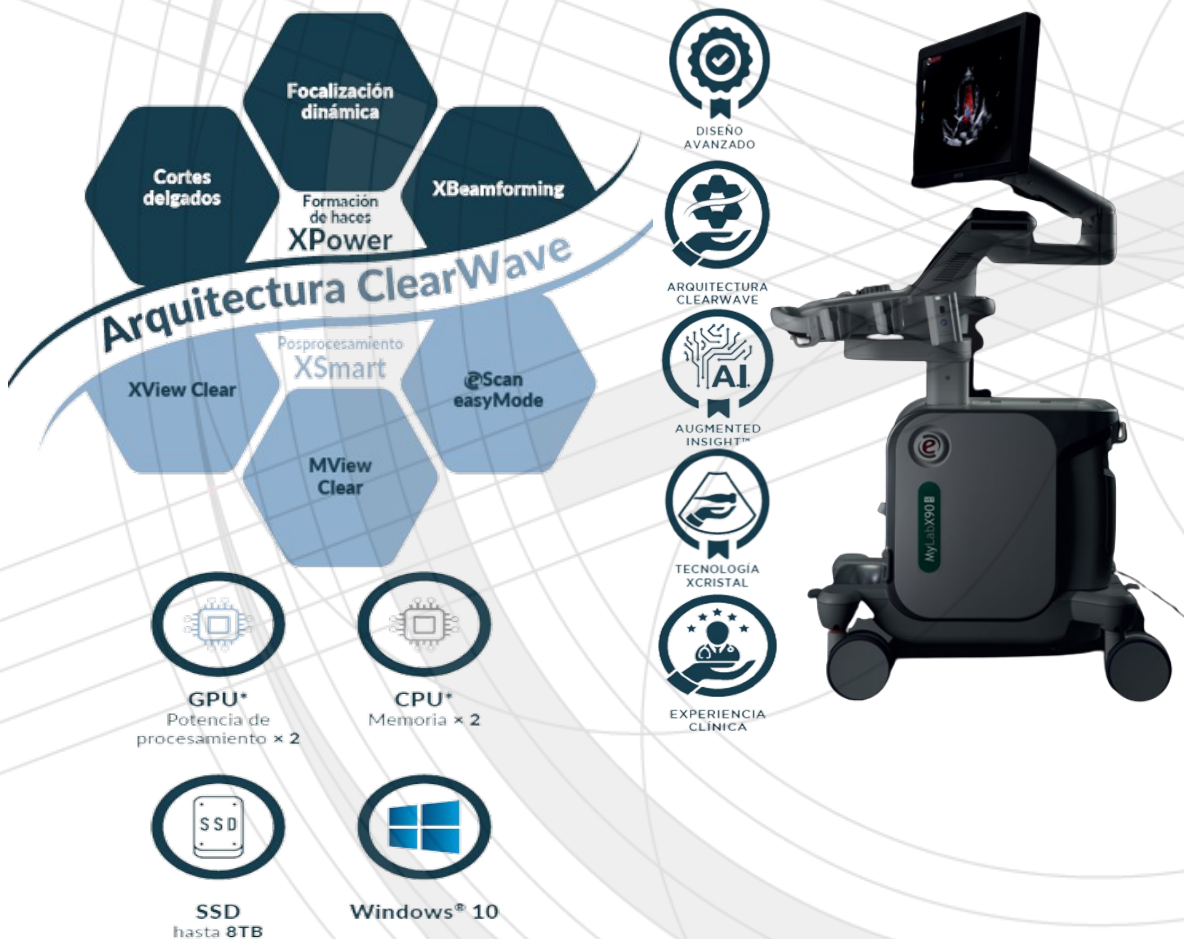 Focalización
dinámica
Cortes
delgados
XBeamforming
Formación
de haces
XPower
Arquitectura ClearWave
Posprocesamiento
XSmart
XView Clear
eScan
easyMode
MView
Clear
GPU*
Potencia de
procesamiento × 2
CPU*
Memoria × 2
SSD
SSD
hasta 8TB
Windows® 10
DISEÑO
AVANZADO
ARQUITECTURA
CLEARWAVE
A.I.
AUGMENTED
INSIGHT™
TECNOLOGÍA
XCRISTAL
EXPERIENCIA
CLÍNICA
e
MyLabX90